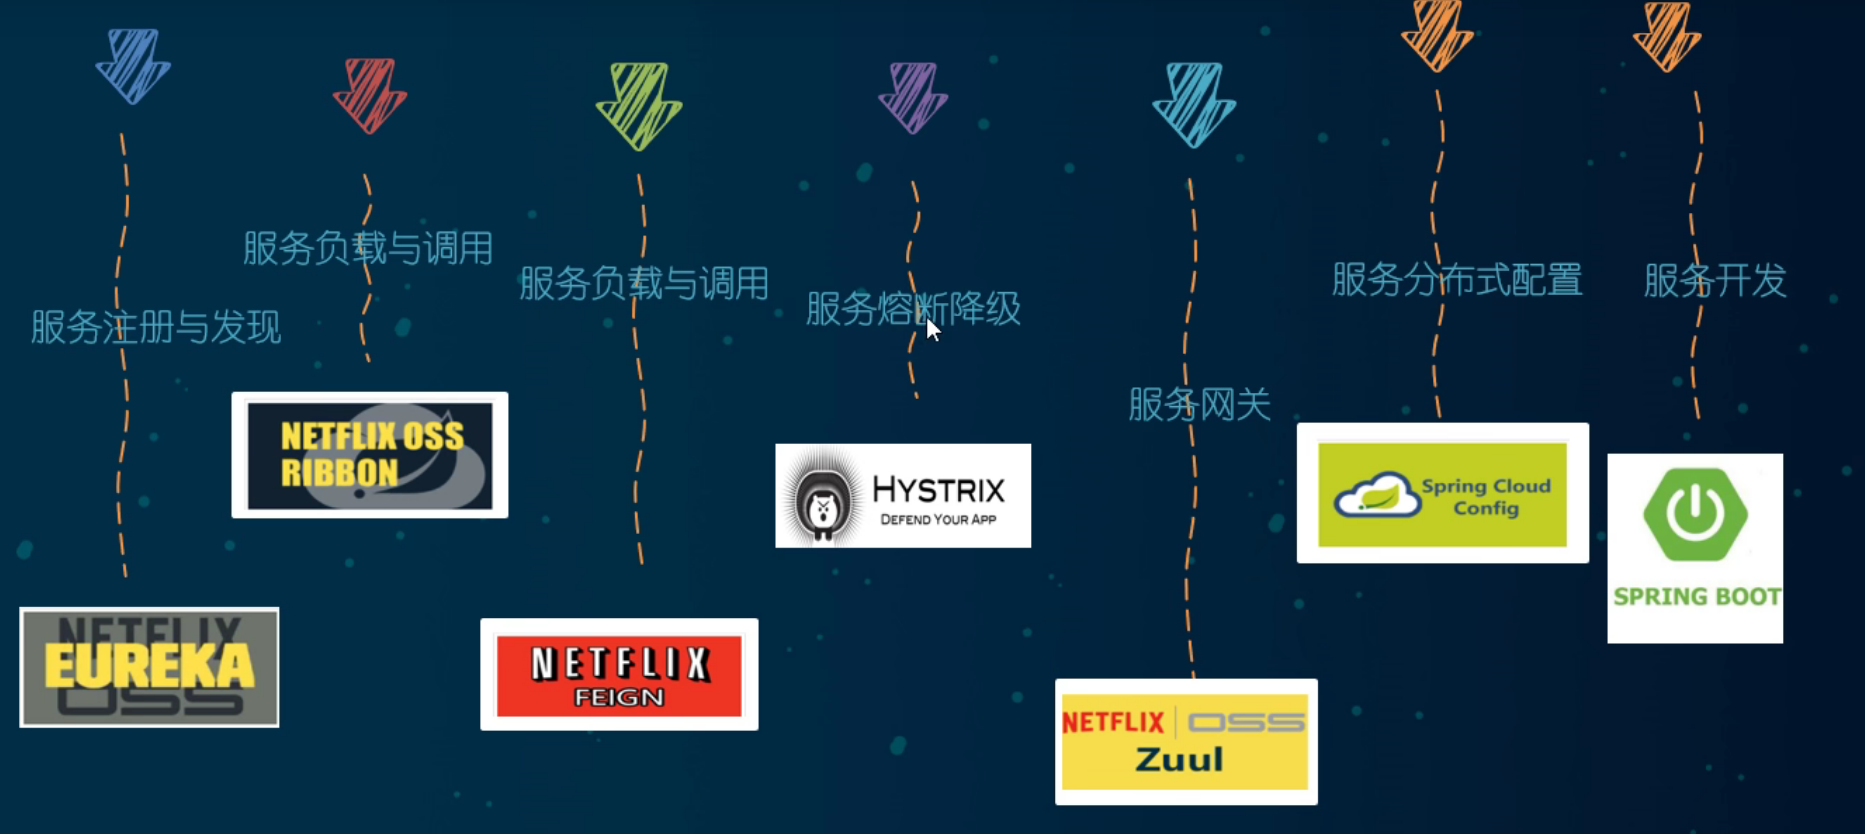 服务注册与发现
NETFLIX
EUREKA
OSS
服务负载与调用
NETFLIX OSS
RIBBON
服务负载与调用
NETFLIX
FEIGN
服务熔断降级
HYSTRIX
DEFEND YOUR APP
服务网关
NETFLIX | OSS
Zuul
服务分布式配置
Spring Cloud
Config
服务开发
SPRING BOOT